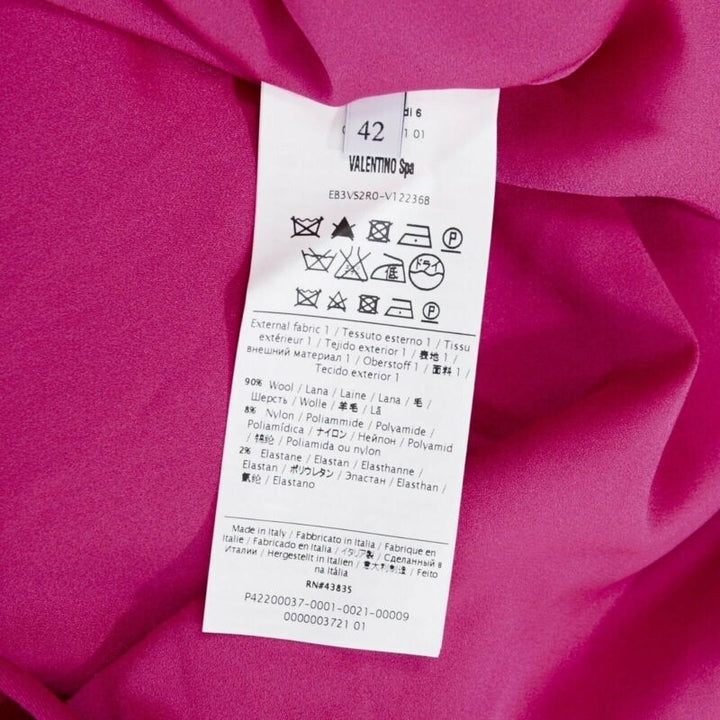 di 6
42
1 01
VALENTINO Spa
EB3VS2R0-V12236B
P
低 ドライ
P
External fabric 1 / Tessuto esterno 1 / Tissu
extérieur 1 / Tejido exterior 1 / 表地 1 /
внешний материал 1 / Oberstoff 1 / 面料 1 /
Tecido exterior 1
90% Wool / Lana / Laine / Lana / 毛 /
Шерсть / Wolle / 羊毛 / Lã
8% Nylon / Poliammide / Polyamide /
Poliamídica / ナイロン / Нейлон / Polyamid
/ 锦纶 / Poliamida ou nylon
2% Elastane / Elastan / Elasthanne /
Elastan / ポリウレタン / Эластан / Elasthan /
氨纶 / Elastano
Made in Italy / Fabbricato in Italia / Fabriqué en
Italie / Fabricado en Italia / イタリア製 / Сделанный в
Италии / Hergestellt in Italien / 意大利制造 / Feito
na Itália
RN#43835
P42200037-0001-0021-00009
0000003721 01